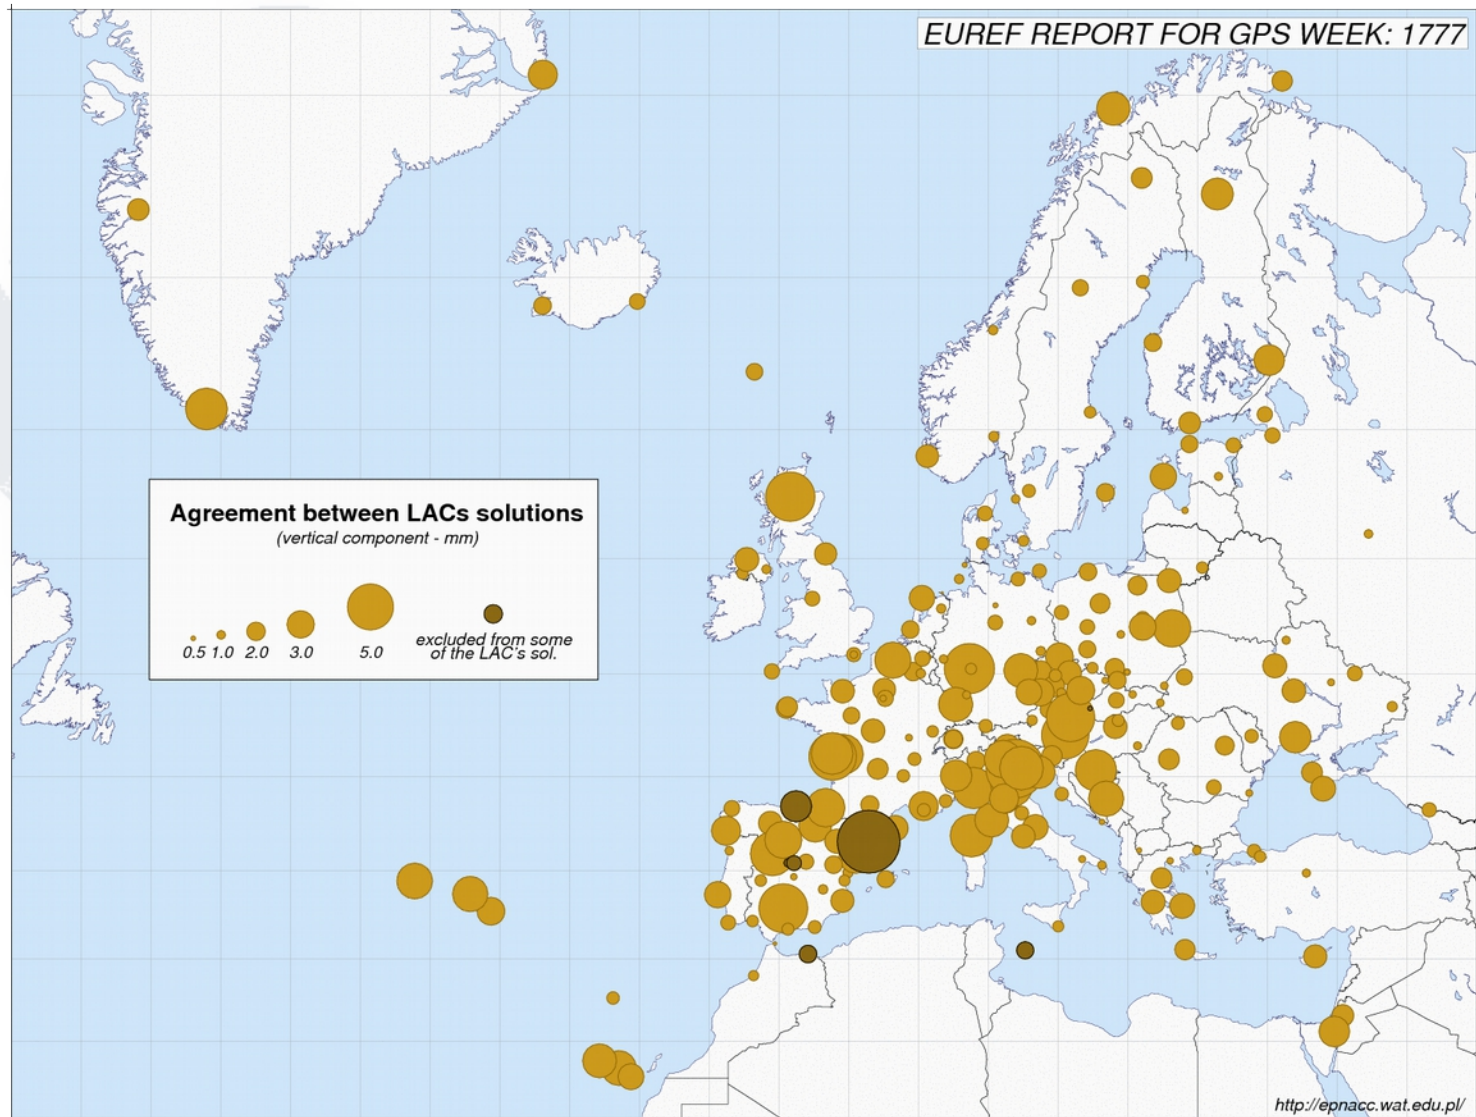 EUREF REPORT FOR GPS WEEK: 1777
Agreement between LACs solutions
(vertical component - mm)
0.5 1.0 2.0 3.0 5.0
excluded from some
of the LAC's sol.
http://epnacc.wat.edu.pl/